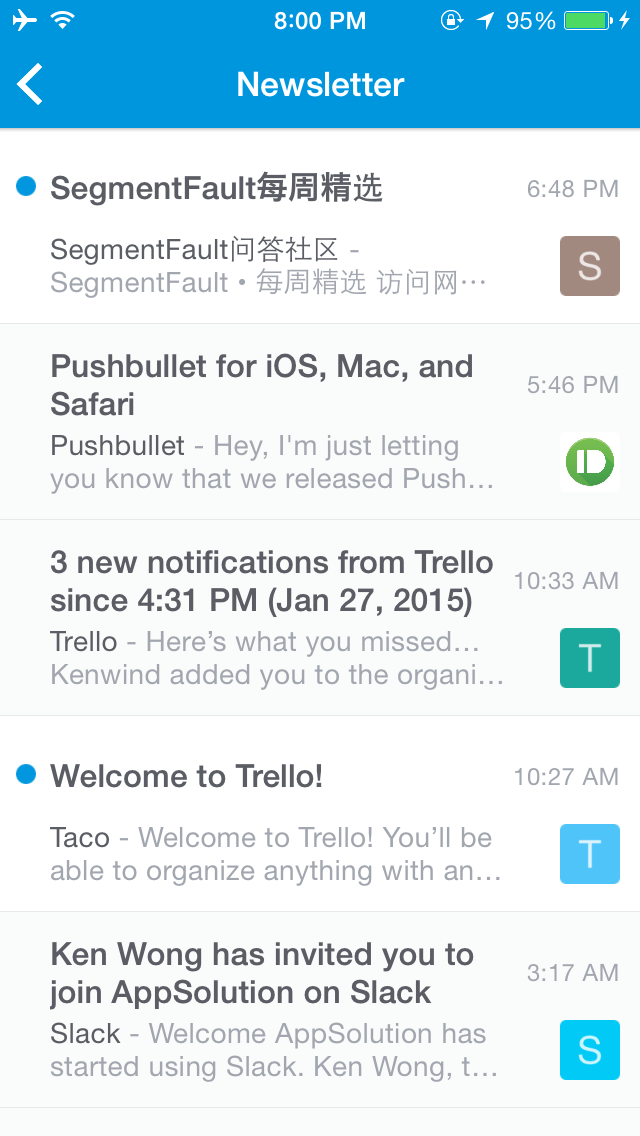 8:00 PM 95%
Newsletter
SegmentFault每周精选 6:48 PM
SegmentFault问答社区 -
SegmentFault • 每周精选 访问网…
S
Pushbullet for iOS, Mac, and
Safari
5:46 PM
Pushbullet - Hey, I'm just letting
you know that we released Push...
3 new notifications from Trello
since 4:31 PM (Jan 27, 2015)
10:33 AM
Trello - Here’s what you missed...
Kenwind added you to the organi...
T
Welcome to Trello! 10:27 AM
Taco - Welcome to Trello! You’ll be
able to organize anything with an...
T
Ken Wong has invited you to
join AppSolution on Slack
3:17 AM
Slack - Welcome AppSolution has
started using Slack. Ken Wong, t...
S